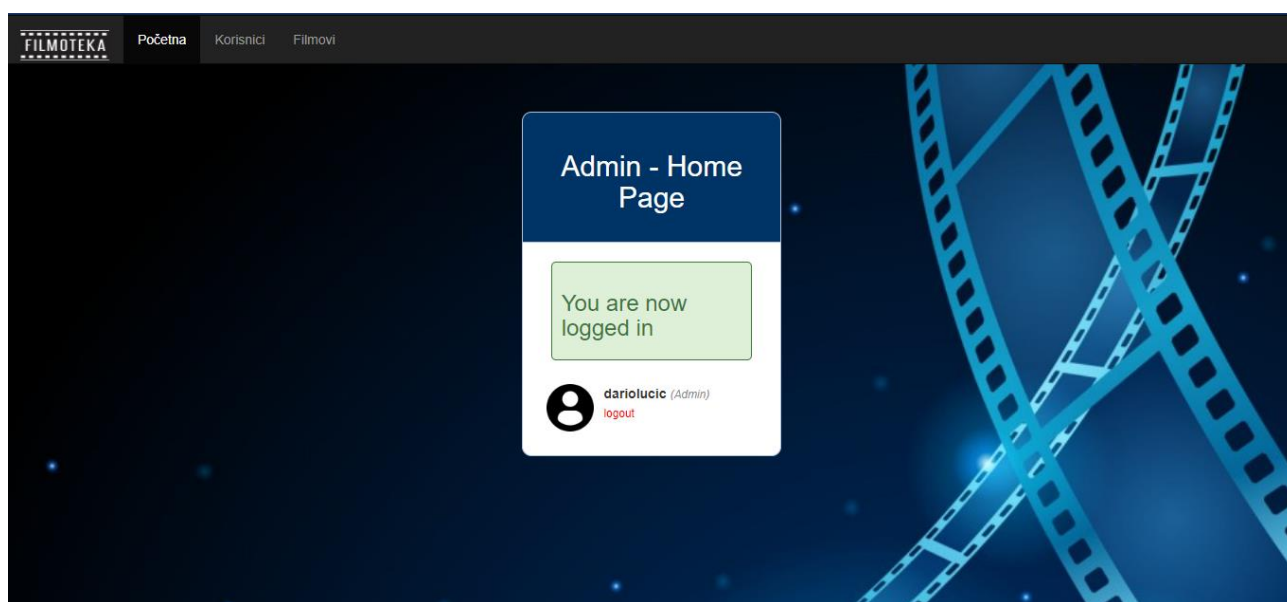 FILMOTEKA
Početna
Korisnici
Filmovi
Admin - Home
Page
You are now
logged in
dariolucic (Admin)
logout